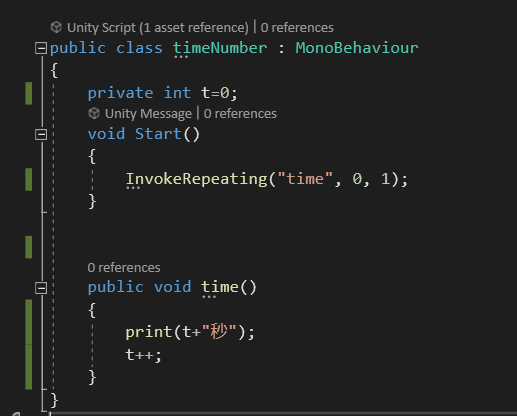 Unity Script (1 asset reference) | 0 references
public class timeNumber : MonoBehaviour
{
private int t=0;
Unity Message | 0 references
void Start()
{
InvokeRepeating("time", 0, 1);
}
0 references
public void time()
{
print(t+"秒");
t++;
}
}